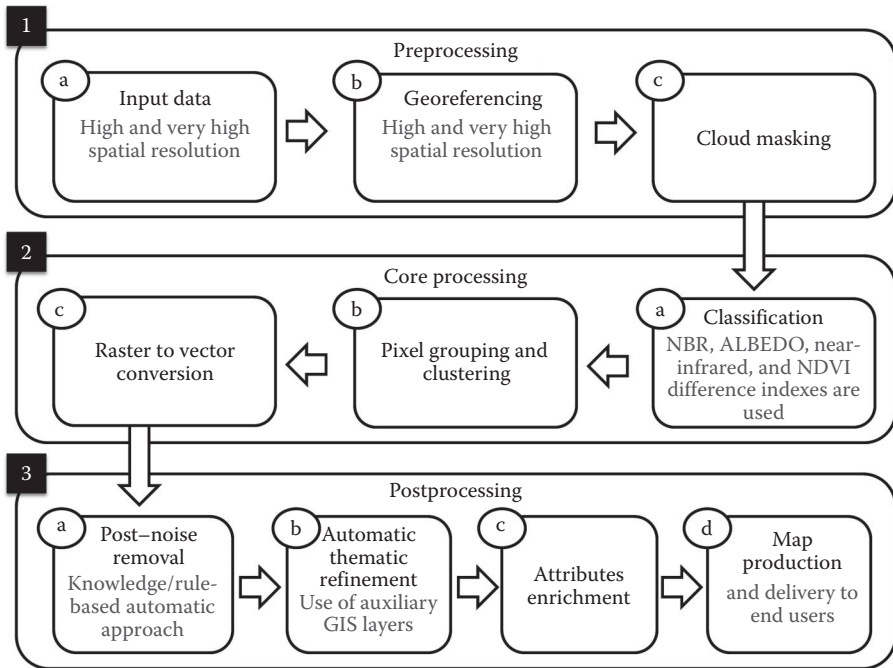 1
Preprocessing
a
Input data
High and very high
spatial resolution
b
Georeferencing
High and very high
spatial resolution
c
Cloud masking
2
Core processing
c
Raster to vector
conversion
b
Pixel grouping and
clustering
a
Classification
NBR, ALBEDO, near-
infrared, and NDVI
difference indexes are
used
3
Postprocessing
a
Post–noise
removal
Knowledge/rule-
based automatic
approach
b
Automatic
thematic
refinement
Use of auxiliary
GIS layers
c
Attributes
enrichment
d
Map
production
and delivery to
end users